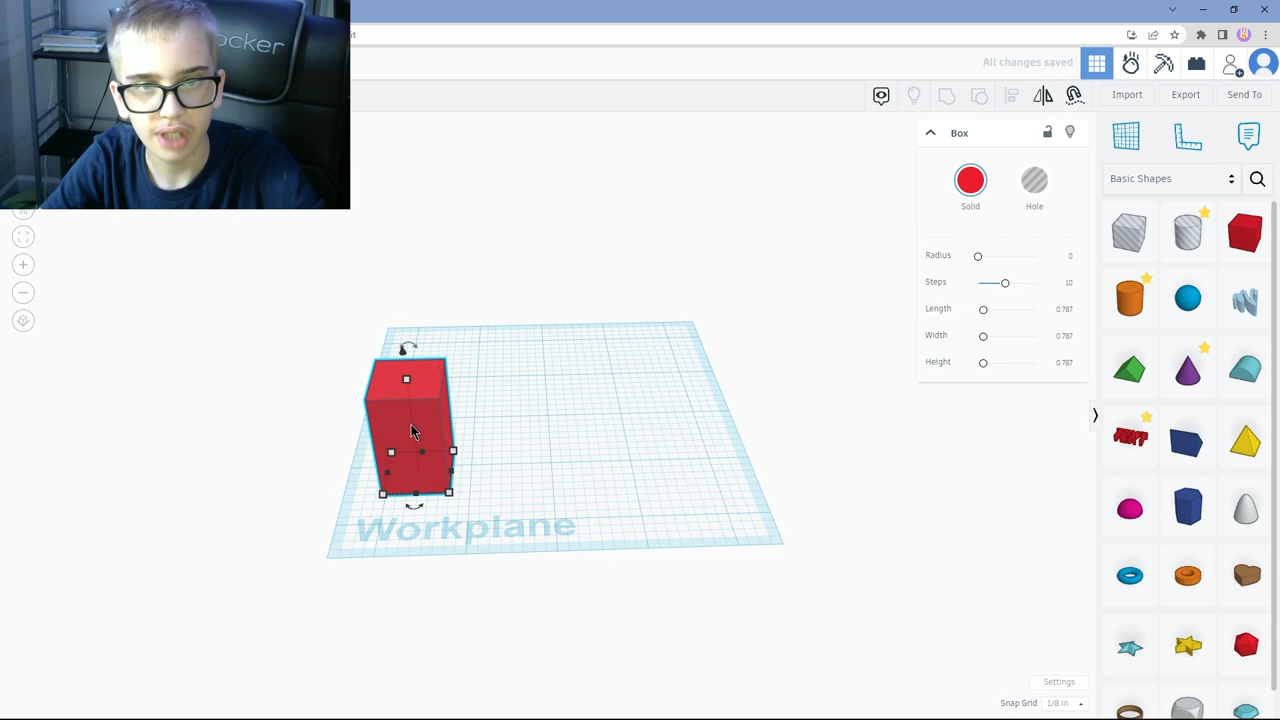 ocker
it
All changes saved
Import
Export
Send To
Box
Solid
Hole
Radius
0
Steps
10
Length
0.787
Width
0.787
Height
0.787
Basic Shapes
Workplane
Settings
Snap Grid
1/8 in